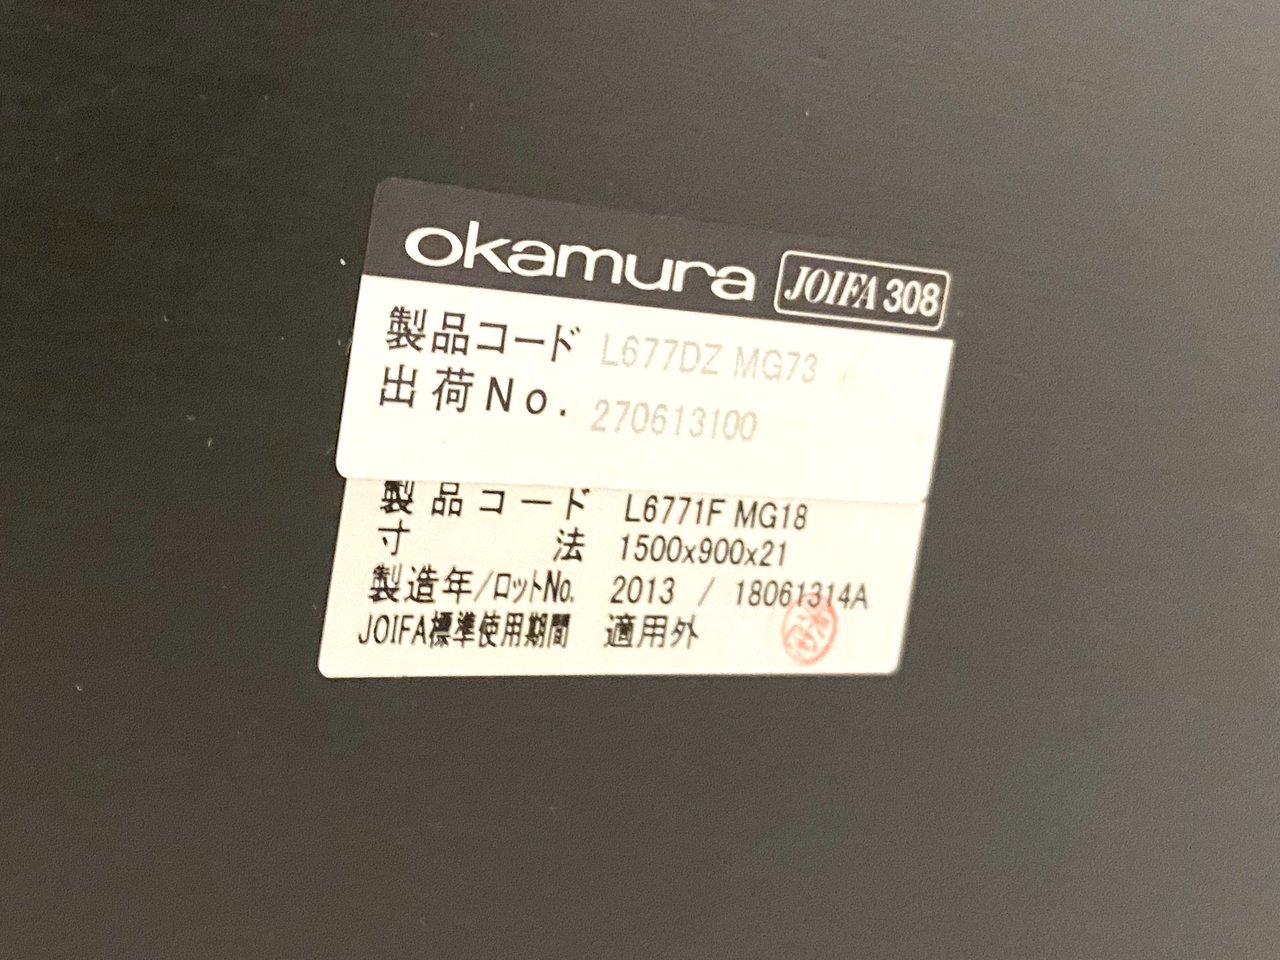 okamura JOIFA 308
製品コード L677DZ MG73
出荷No. 270613100
製品コード L6771F MG18
寸法 1500x900x21
製造年/ロットNo. 2013 / 18061314A
JOIFA標準使用期間 適用外